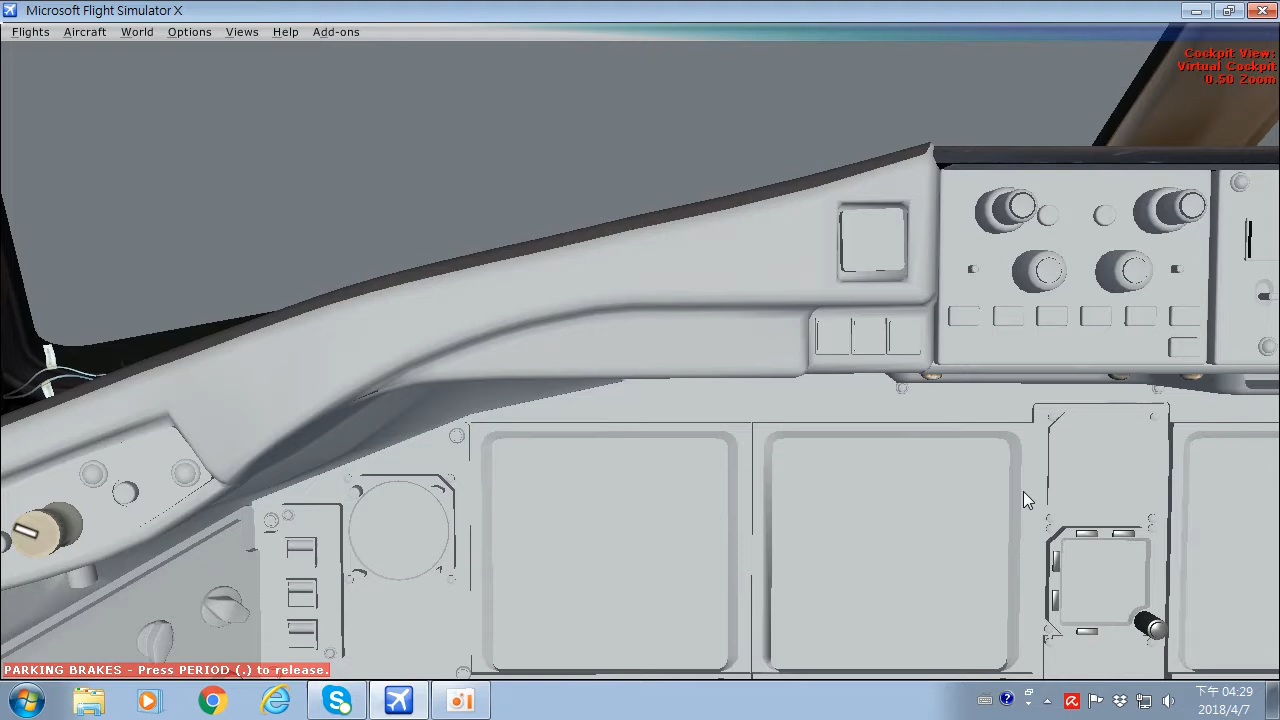 Microsoft Flight Simulator X
Flights Aircraft World Options Views Help Add-ons
Cockpit View:
Virtual Cockpit
0.50 Zoom
PARKING BRAKES - Press PERIOD (.) to release.
下午 04:29
2018/4/7